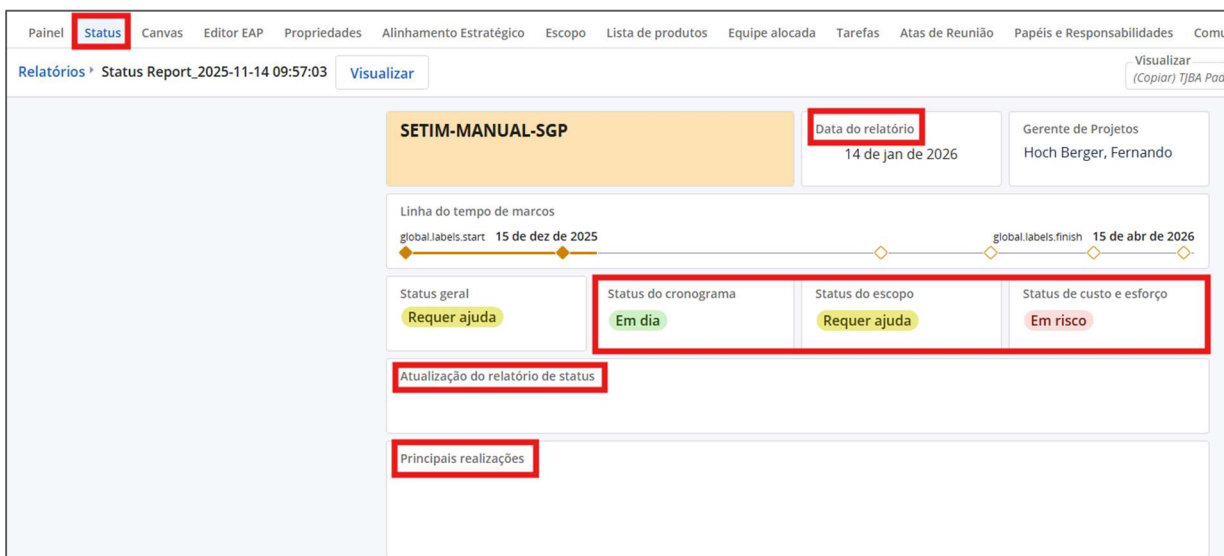 Painel Status Canvas Editor EAP Propriedades Alinhamento Estratégico Escopo Lista de produtos Equipe alocada Tarefas Atas de Reunião Papéis e Responsabilidades Comu
Relatórios Status Report_2025-11-14 09:57:03 Visualizar
Visualizar
(Copiar) TJBA Pad
SETIM-MANUAL-SGP
Data do relatório
14 de jan de 2026
Gerente de Projetos
Hoch Berger, Fernando
Linha do tempo de marcos
global.labels.start 15 de dez de 2025
global.labels.finish 15 de abr de 2026
Status geral
Requer ajuda
Status do cronograma
Em dia
Status do escopo
Requer ajuda
Status de custo e esforço
Em risco
Atualização do relatório de status
Principais realizações